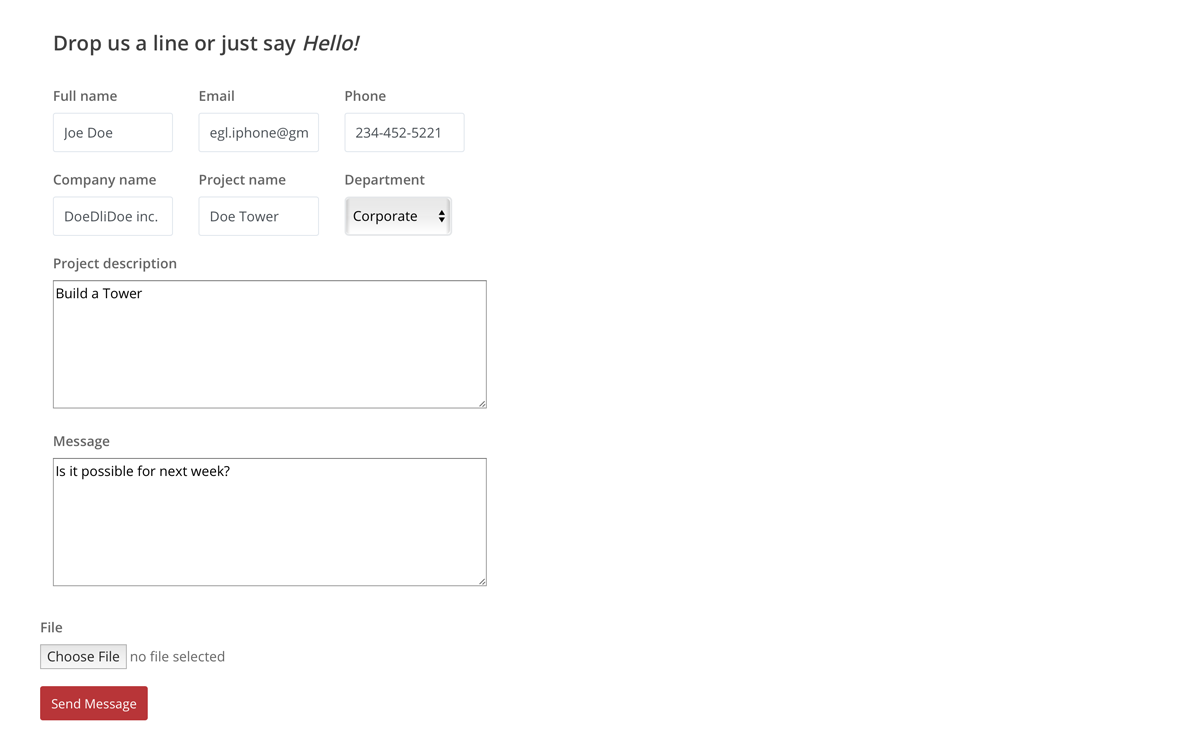 Drop us a line or just say Hello!
Full name Email Phone
Joe Doe egl.iphone@gm 234-452-5221
Company name Project name Department
DoeDliDoe inc. Doe Tower Corporate
Project description
Build a Tower
Message
Is it possible for next week?
File
Choose File no file selected
Send Message